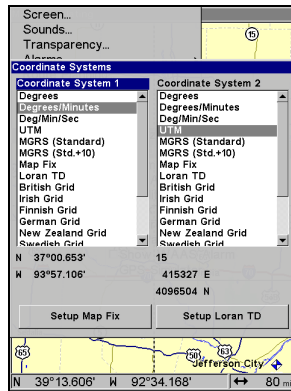 Screen...
Sounds...
Transparency...
Alarms...
15
Coordinate Systems
Coordinate System 1
Degrees
Degrees/Minutes
Deg/Min/Sec
UTM
MGRS (Standard)
MGRS (Std.+10)
Map Fix
Loran TD
British Grid
Irish Grid
Finnish Grid
German Grid
New Zealand Grid
Swedish Grid
Coordinate System 2
Degrees
Degrees/Minutes
Deg/Min/Sec
UTM
MGRS (Standard)
MGRS (Std.+10)
Map Fix
Loran TD
British Grid
Irish Grid
Finnish Grid
German Grid
New Zealand Grid
Swedish Grid
N 37°00.653'
W 93°57.106'
15
415327 E
4096504 N
Setup Map Fix
Setup Loran TD
65
50
63
Jefferson City
N 39°13.606' W 92°34.168' ↔ 80 mi